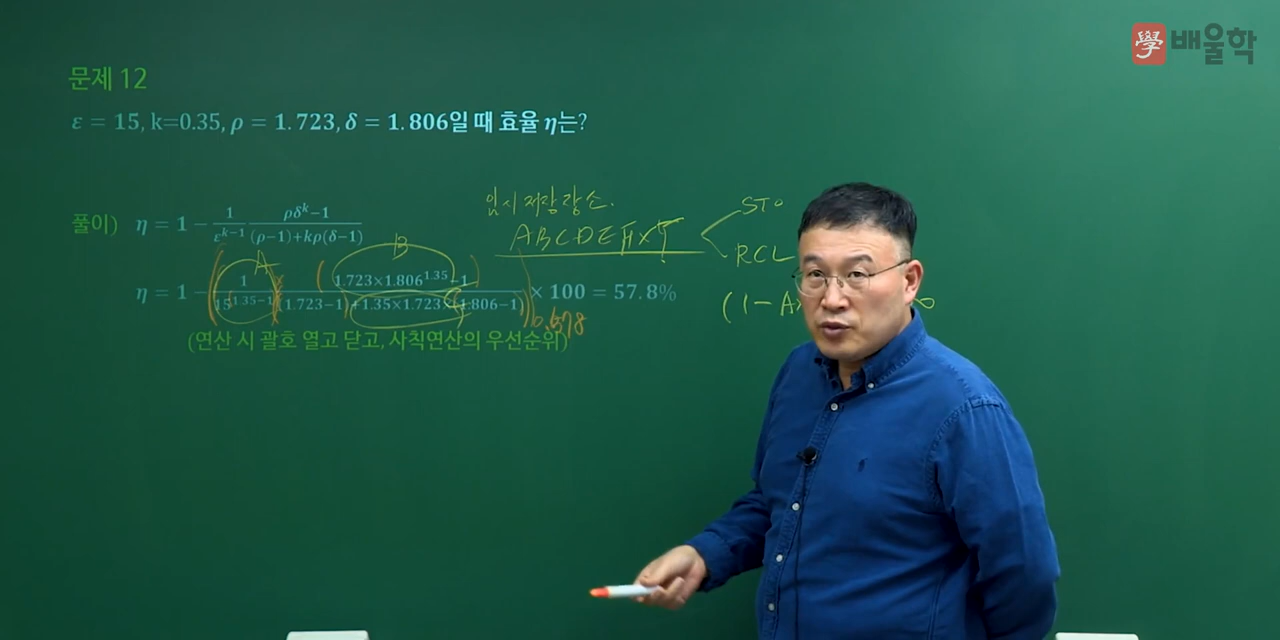 學 배울학
문제 12
ε = 15, k=0.35, ρ = 1.723, δ = 1.806일 때 효율 η는?
임시저장장소.
ABCDEFXY
STO
RCL
풀이) η = 1 − 1/ε^(k−1) · (ρδ^k−1)/((ρ−1)+kρ(δ−1))
A B
η = 1 − 1/15^(1.35−1) · (1.723×1.806^1.35−1)/((1.723−1)+1.35×1.723×(1.806−1)) × 100 = 57.8%
(1−A
0.578
(연산 시 괄호 열고 닫고, 사칙연산의 우선순위)